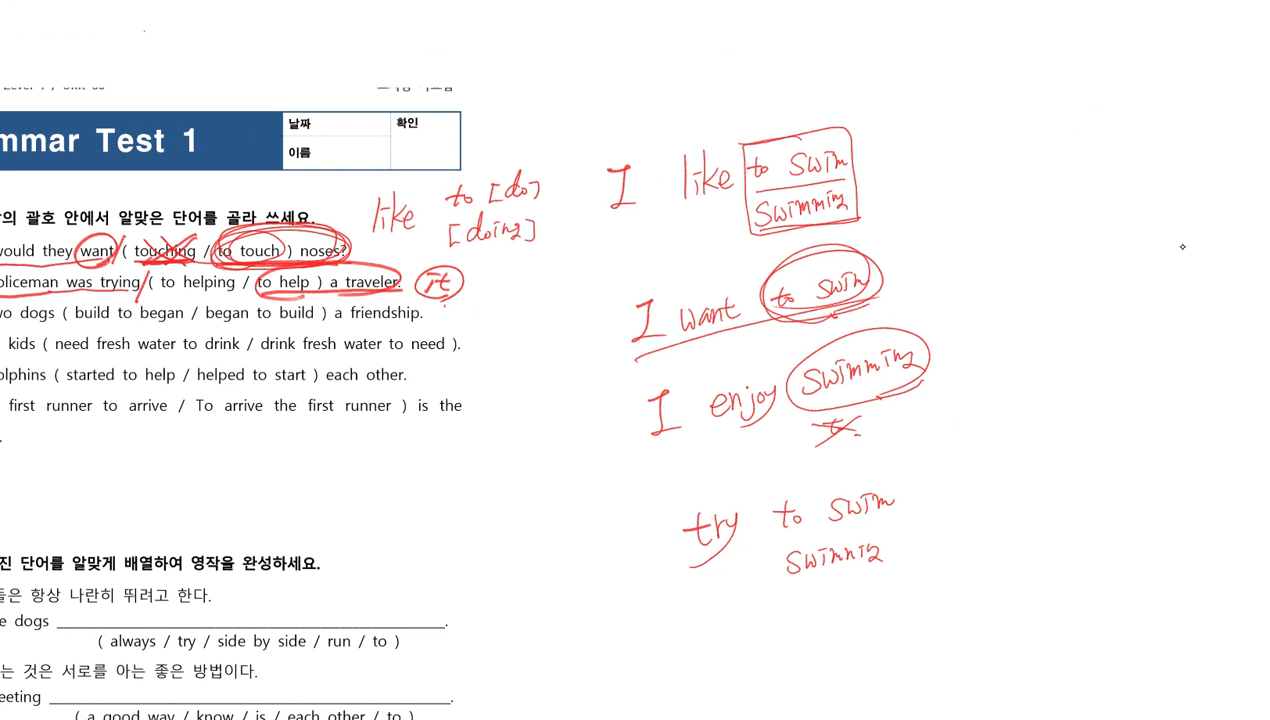 mmar Test 1
날짜
확인
이름
의 괄호 안에서 알맞은 단어를 골라 쓰세요.
would they want ( touching / to touch ) noses?
oliceman was trying ( to helping / to help ) a traveler.
wo dogs ( build to began / began to build ) a friendship.
kids ( need fresh water to drink / drink fresh water to need ).
olphins ( started to help / helped to start ) each other.
first runner to arrive / To arrive the first runner ) is the
진 단어를 알맞게 배열하여 영작을 완성하세요.
들은 항상 나란히 뛰려고 한다.
e dogs ______.
( always / try / side by side / run / to )
는 것은 서로를 아는 좋은 방법이다.
eeting ______.
( a good way / know / is / each other / to )
like to [do]
[doing]
it
I like to swim
swimming
I want to swim
I enjoy swimming
to
try to swim
swimming